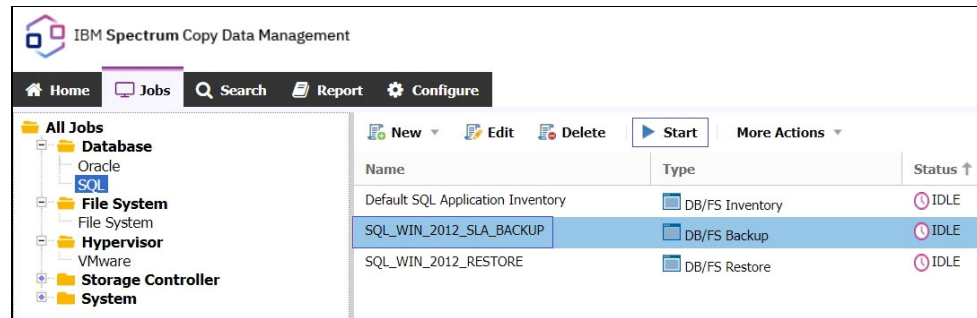 IBM Spectrum Copy Data Management
Home Jobs Search Report Configure
All Jobs
Database
Oracle
SQL
File System
File System
Hypervisor
VMware
Storage Controller
System
New Edit Delete Start More Actions
Name Type Status
Default SQL Application Inventory DB/FS Inventory IDLE
SQL_WIN_2012_SLA_BACKUP DB/FS Backup IDLE
SQL_WIN_2012_RESTORE DB/FS Restore IDLE